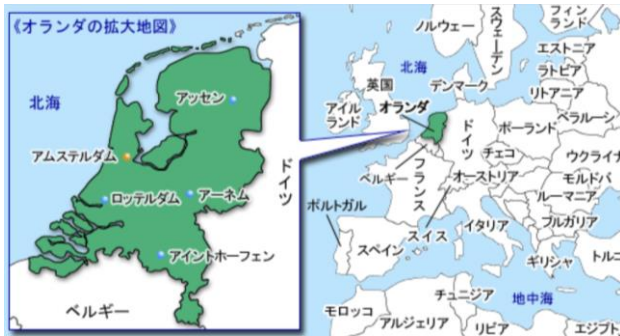 《オランダの拡大地図》
北海
アッセン
アムステルダム
ロッテルダム
アーネム
アイントホーフェン
ドイツ
ベルギー
ノルウェー
スウェーデン
フィン
ランド
エストニア
ラトビア
リトアニア
北海
デンマーク
英国
アイル
ランド
オランダ
ドイツ
ポーランド
ベラルーシ
チェコ
ウクライナ
ベルギー
フランス
オーストリア
モルドバ
ルーマニア
ブルガリア
ポルトガル
スペイン
スイス
イタリア
ギリシャ
トルコ
地中海
モロッコ
アルジェリア
チュニジア
リビア
エジプト